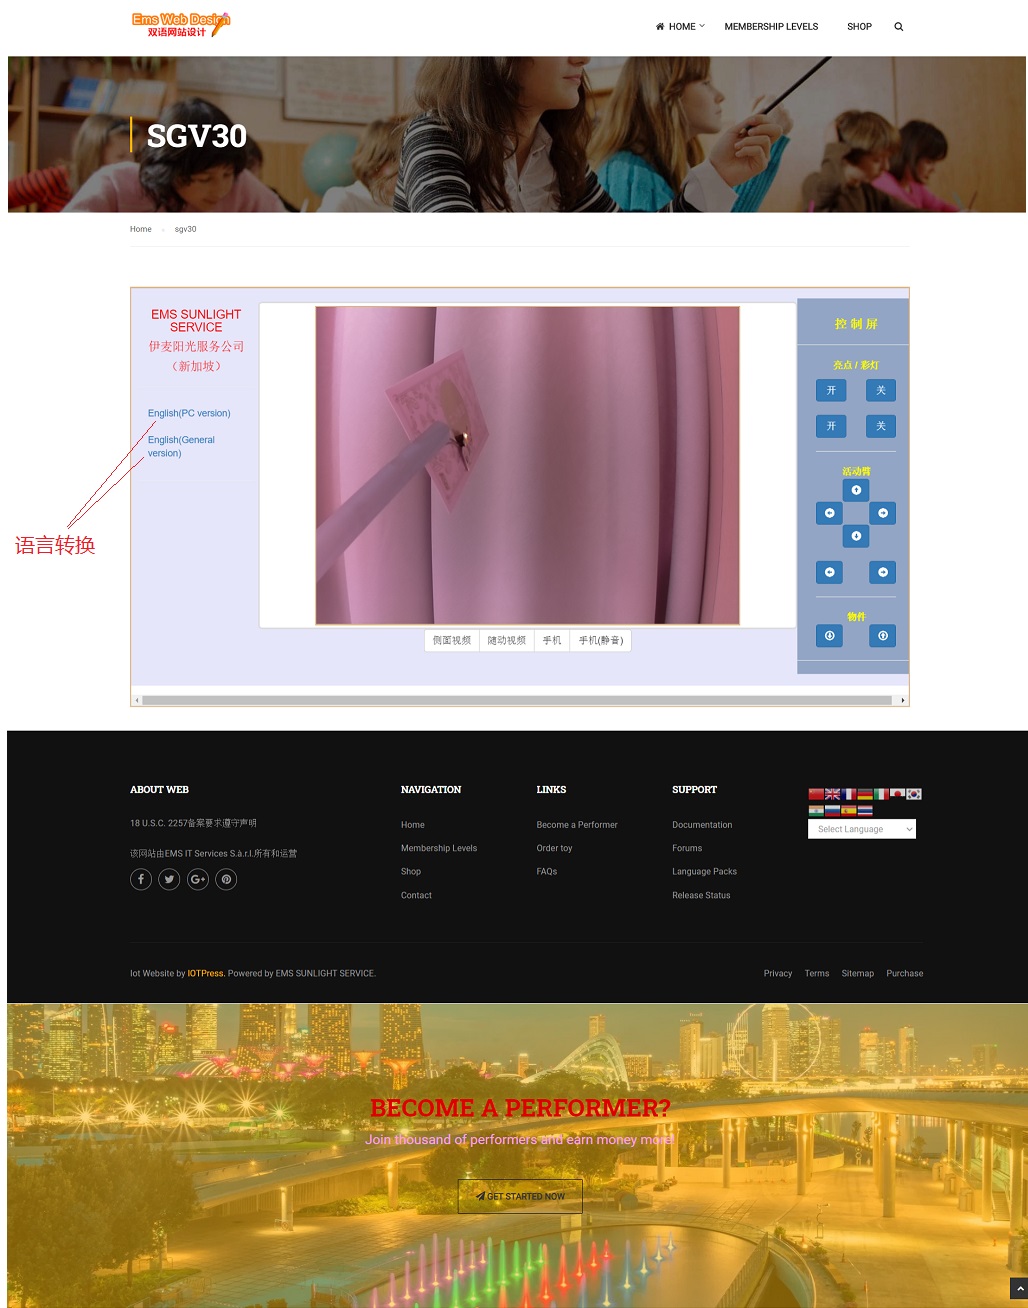 Ems Web Design
双语网站设计
HOME
MEMBERSHIP LEVELS
SHOP
SGV30
Home
sgv30
EMS SUNLIGHT
SERVICE
伊麦阳光服务公司
（新加坡）
English(PC version)
English(General
version)
语言转换
侧面视频
随动视频
手机
手机(静音)
控制屏
亮点 / 彩灯
开
关
开
关
活动臂
物件
ABOUT WEB
18 U.S.C. 2257备案要求遵守声明
该网站由EMS IT Services S.à.r.l.所有和运营
NAVIGATION
Home
Membership Levels
Shop
Contact
LINKS
Become a Performer
Order toy
FAQs
SUPPORT
Documentation
Forums
Language Packs
Release Status
Select Language
Iot Website by IOTPress. Powered by EMS SUNLIGHT SERVICE.
Privacy
Terms
Sitemap
Purchase
BECOME A PERFORMER?
Join thousand of performers and earn money more!
GET STARTED NOW